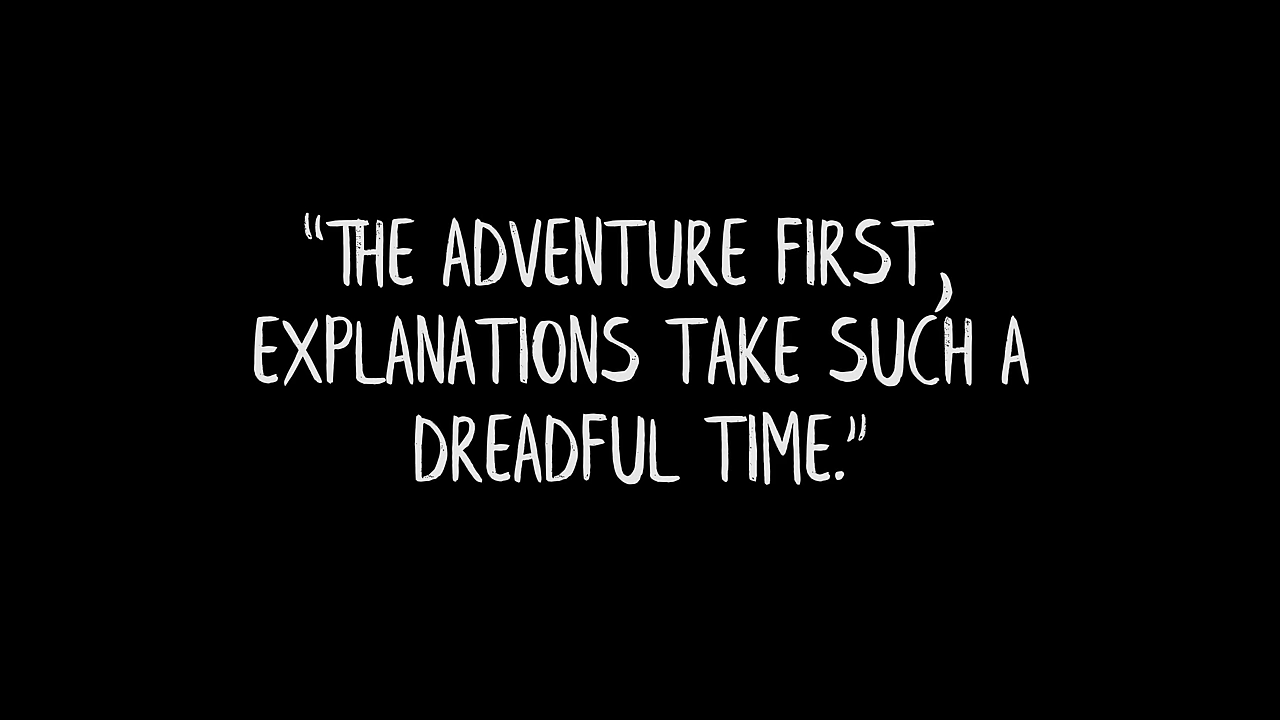 “THE ADVENTURE FIRST,
EXPLANATIONS TAKE SUCH A
DREADFUL TIME.”